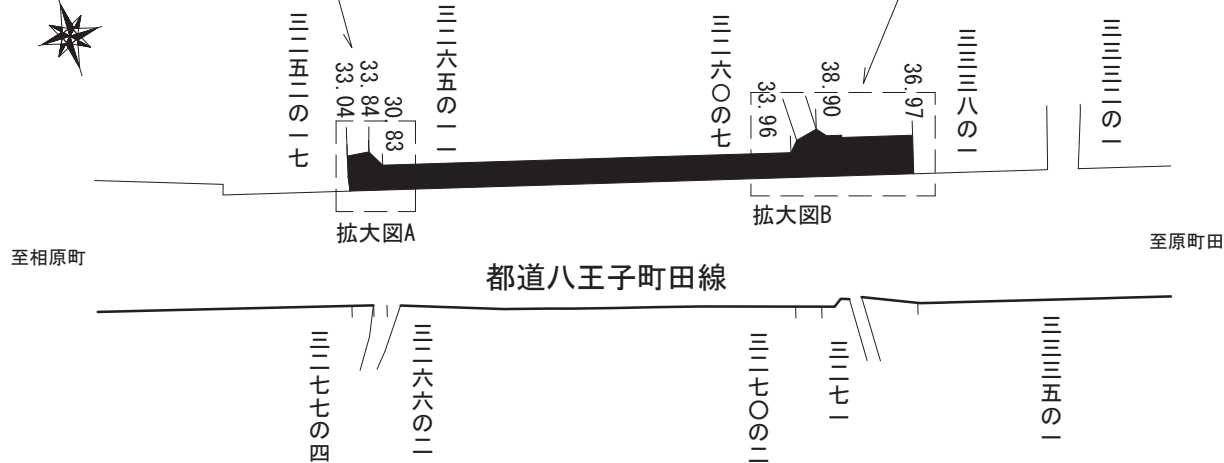 三二五二の一七
33.04
33.84
30.83
三二六五の一
三二六〇の七
33.96
38.90
36.97
三三三八の一
三三三二の一
拡大図A
拡大図B
至相原町
至原町田
都道八王子町田線
三二七七の四
三二六六の二
三二七〇の二
三二七一
三三三五の一